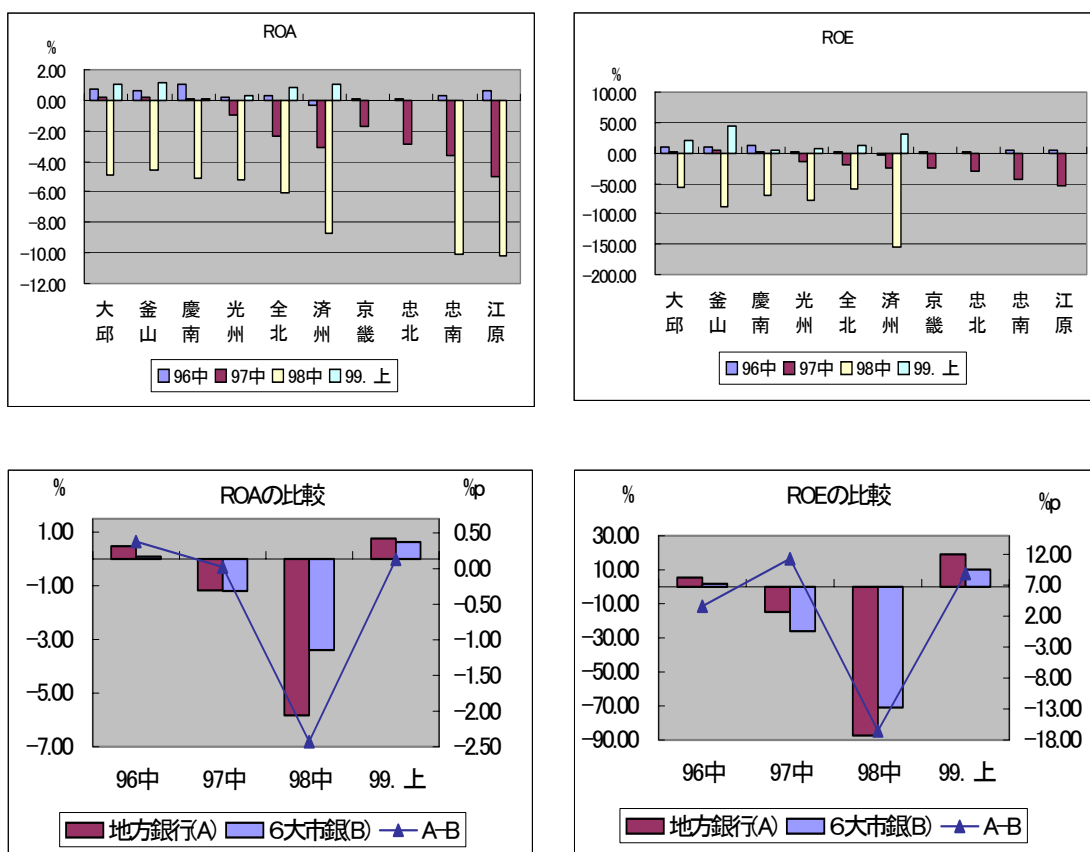 ROA
%
2.00
0.00
−2.00
−4.00
−6.00
−8.00
−10.00
−12.00
大邱
釜山
慶南
光州
全北
済州
京畿
忠北
忠南
江原
96中 97中 98中 99. 上
ROE
%
100.00
50.00
0.00
−50.00
−100.00
−150.00
−200.00
大邱
釜山
慶南
光州
全北
済州
京畿
忠北
忠南
江原
96中 97中 98中 99. 上
ROAの比較
%
%p
1.00
−1.00
−3.00
−5.00
−7.00
0.50
0.00
−0.50
−1.00
−1.50
−2.00
−2.50
96中 97中 98中 99. 上
地方銀行(A) 6大市銀(B) A-B
ROEの比較
%
%p
30.00
10.00
−10.00
−30.00
−50.00
−70.00
−90.00
12.00
7.00
2.00
−3.00
−8.00
−13.00
−18.00
96中 97中 98中 99. 上
地方銀行(A) 6大市銀(B) A-B